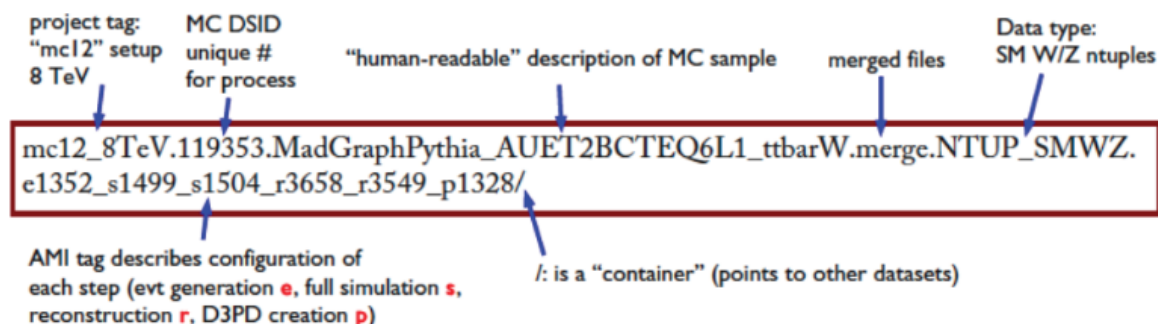 project tag:
"mc12" setup
8 TeV
MC DSID
unique #
for process
"human-readable" description of MC sample
merged files
Data type:
SM W/Z ntuples
mc12_8TeV.119353.MadGraphPythia_AUET2BCTEQ6L1_ttbarW.merge.NTUP_SMWZ.
e1352_s1499_s1504_r3658_r3549_p1328/
AMI tag describes configuration of
each step (evt generation e, full simulation s,
reconstruction r, D3PD creation p)
/: is a "container" (points to other datasets)